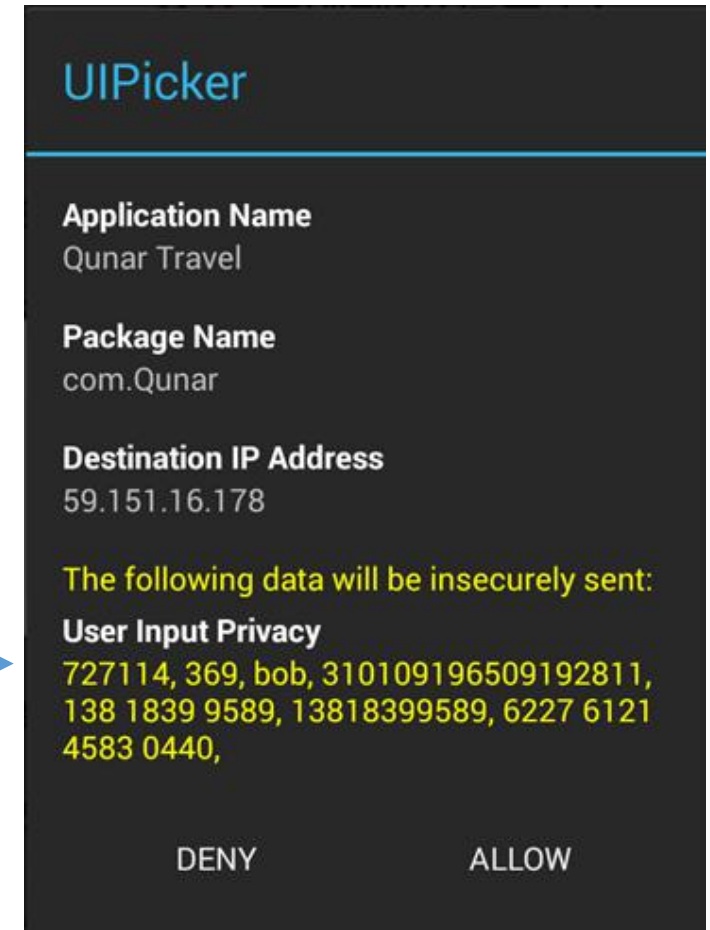 UIPicker
Application Name
Qunar Travel
Package Name
com.Qunar
Destination IP Address
59.151.16.178
The following data will be insecurely sent:
User Input Privacy
727114, 369, bob, 310109196509192811,
138 1839 9589, 13818399589, 6227 6121
4583 0440,
DENY ALLOW